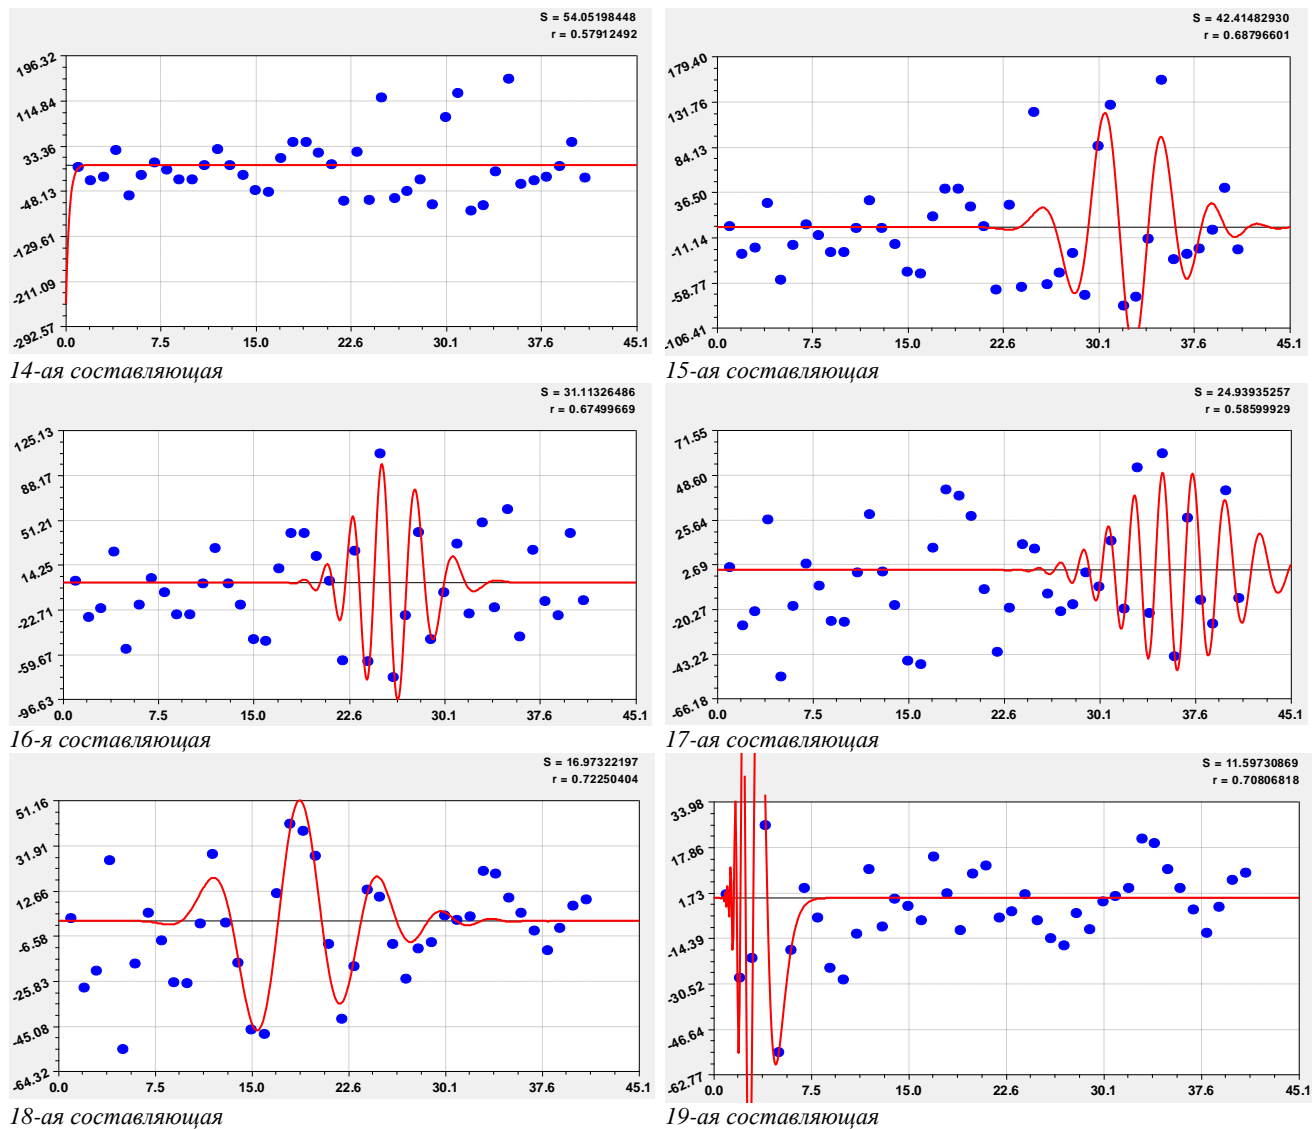 S = 54.05198448
r = 0.57912492
196.32
114.84
33.36
-48.13
-129.61
-211.09
-292.57
0.0 7.5 15.0 22.6 30.1 37.6 45.1
14-ая составляющая
S = 42.41482930
r = 0.68796601
179.40
131.76
84.13
36.50
-11.14
-58.77
-106.41
0.0 7.5 15.0 22.6 30.1 37.6 45.1
15-ая составляющая
S = 31.11326486
r = 0.67499669
125.13
88.17
51.21
14.25
-22.71
-59.67
-96.63
0.0 7.5 15.0 22.6 30.1 37.6 45.1
16-я составляющая
S = 24.93935257
r = 0.58599929
71.55
48.60
25.64
2.69
-20.27
-43.22
-66.18
0.0 7.5 15.0 22.6 30.1 37.6 45.1
17-ая составляющая
S = 16.97322197
r = 0.72250404
51.16
31.91
12.66
-6.58
-25.83
-45.08
-64.32
0.0 7.5 15.0 22.6 30.1 37.6 45.1
18-ая составляющая
S = 11.59730869
r = 0.70806818
33.98
17.86
1.73
-14.39
-30.52
-46.64
-62.77
0.0 7.5 15.0 22.6 30.1 37.6 45.1
19-ая составляющая